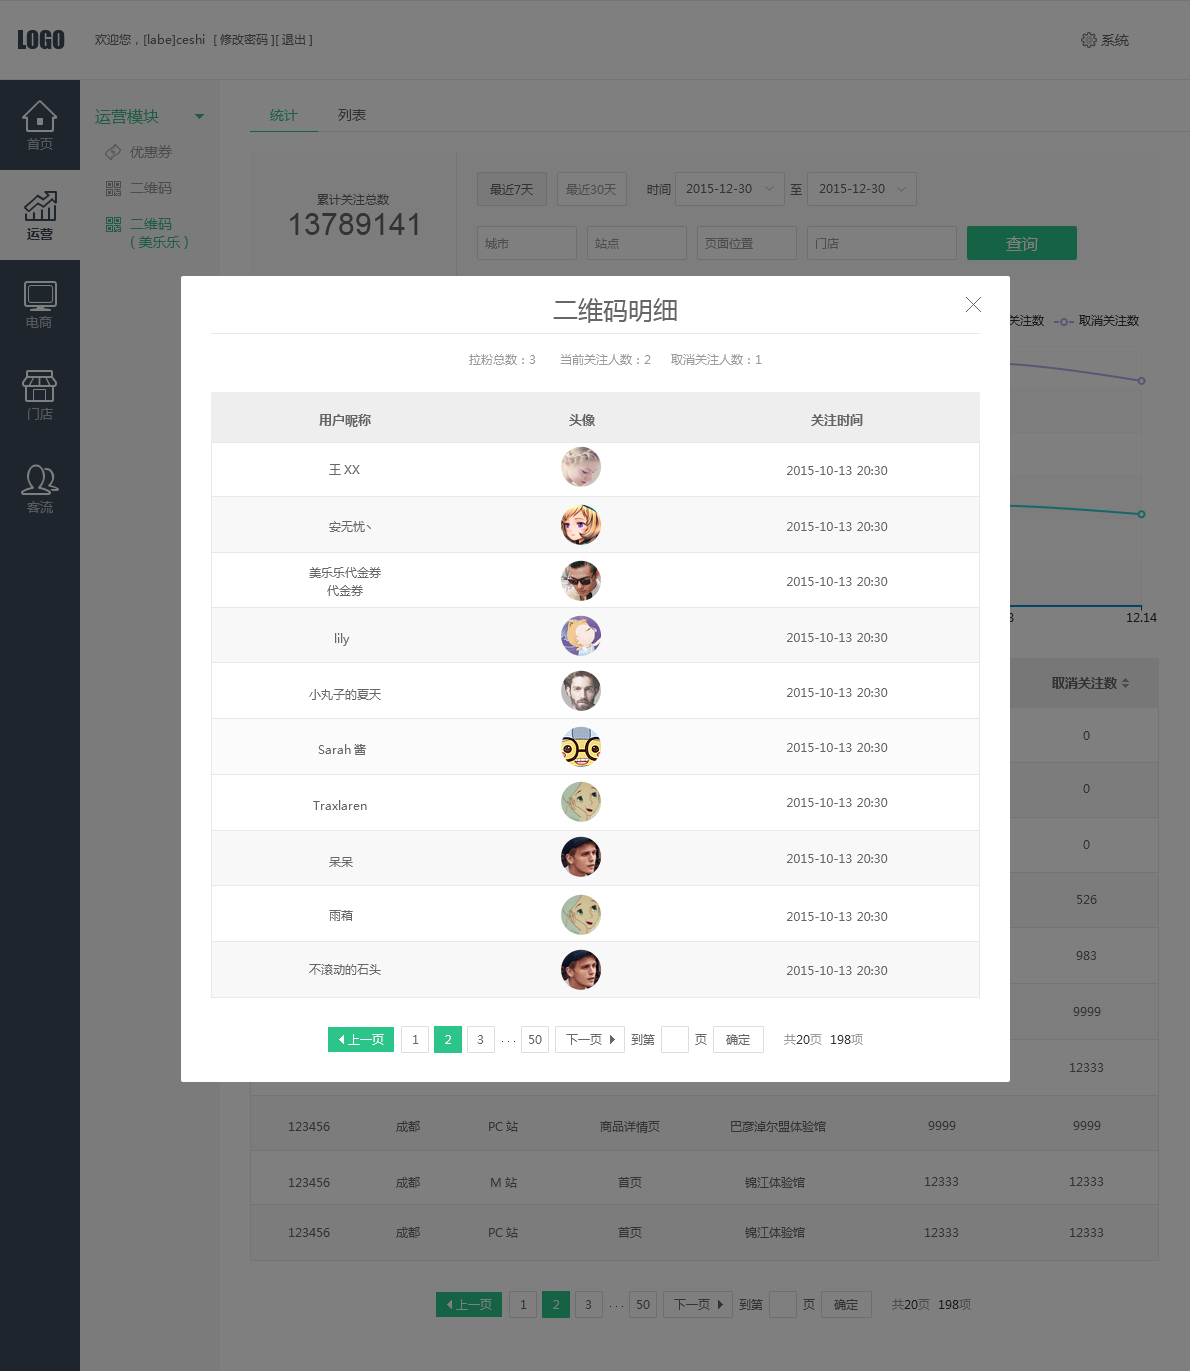 LOGO
欢迎您，[labe]ceshi [ 修改密码 ][ 退出 ]
系统
首页
运营
电商
门店
客流
运营模块
优惠券
二维码
二维码
( 美乐乐 )
统计 列表
累计关注总数
13789141
最近7天 最近30天 时间 2015-12-30 至 2015-12-30
城市 站点 页面位置 门店 查询
关注数 取消关注数
12.14
二维码明细
拉粉总数：3 当前关注人数：2 取消关注人数：1
用户昵称 头像 关注时间
王 XX 2015-10-13 20:30
安无忧丶 2015-10-13 20:30
美乐乐代金券
代金券
2015-10-13 20:30
lily 2015-10-13 20:30
小丸子的夏天 2015-10-13 20:30
Sarah 酱 2015-10-13 20:30
Traxlaren 2015-10-13 20:30
呆呆 2015-10-13 20:30
雨萡 2015-10-13 20:30
不滚动的石头 2015-10-13 20:30
上一页 1 2 3 ... 50 下一页 到第 页 确定 共20页 198项
取消关注数
0
0
0
526
983
9999
12333
123456 成都 PC 站 商品详情页 巴彦淖尔盟体验馆 9999 9999
123456 成都 M 站 首页 锦江体验馆 12333 12333
123456 成都 PC 站 首页 锦江体验馆 12333 12333
上一页 1 2 3 ... 50 下一页 到第 页 确定 共20页 198项